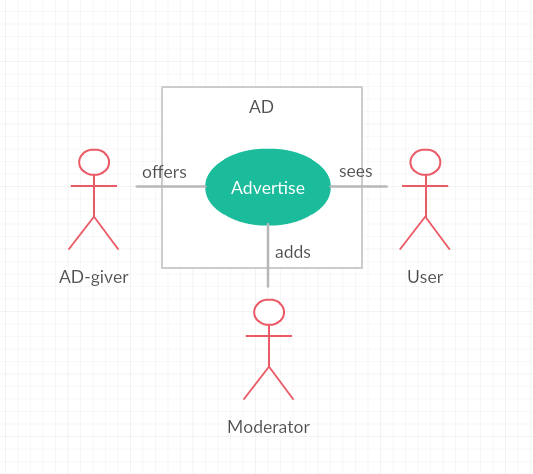 AD
offers
sees
Advertise
adds
AD-giver
User
Moderator